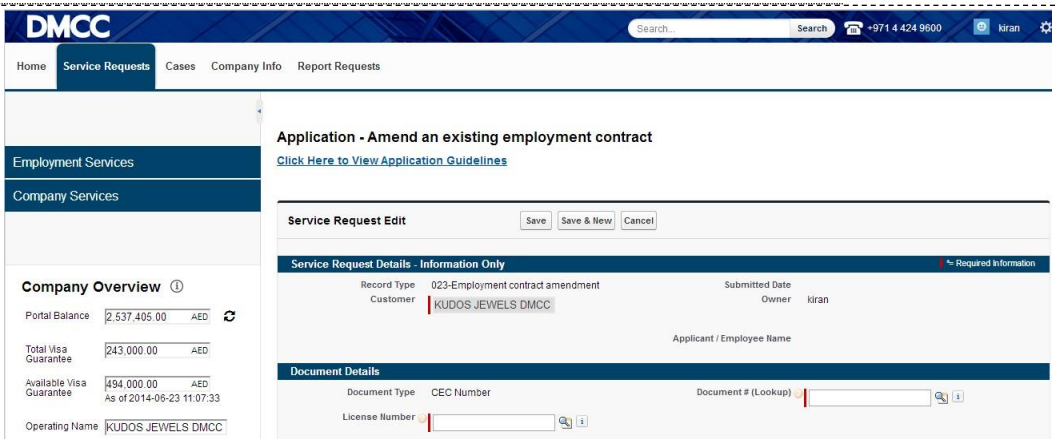 DMCC
Search...
Search
+971 4 424 9600
kiran
Home
Service Requests
Cases
Company Info
Report Requests
Employment Services
Company Services
Company Overview
Portal Balance
2,537,405.00 AED
Total Visa
Guarantee
243,000.00 AED
Available Visa
Guarantee
494,000.00 AED
As of 2014-06-23 11:07:33
Operating Name
KUDOS JEWELS DMCC
Application - Amend an existing employment contract
Click Here to View Application Guidelines
Service Request Edit
Save
Save & New
Cancel
Service Request Details - Information Only
= Required Information
Record Type
023-Employment contract amendment
Submitted Date
Customer
KUDOS JEWELS DMCC
Owner
kiran
Applicant / Employee Name
Document Details
Document Type
CEC Number
Document # (Lookup)
License Number